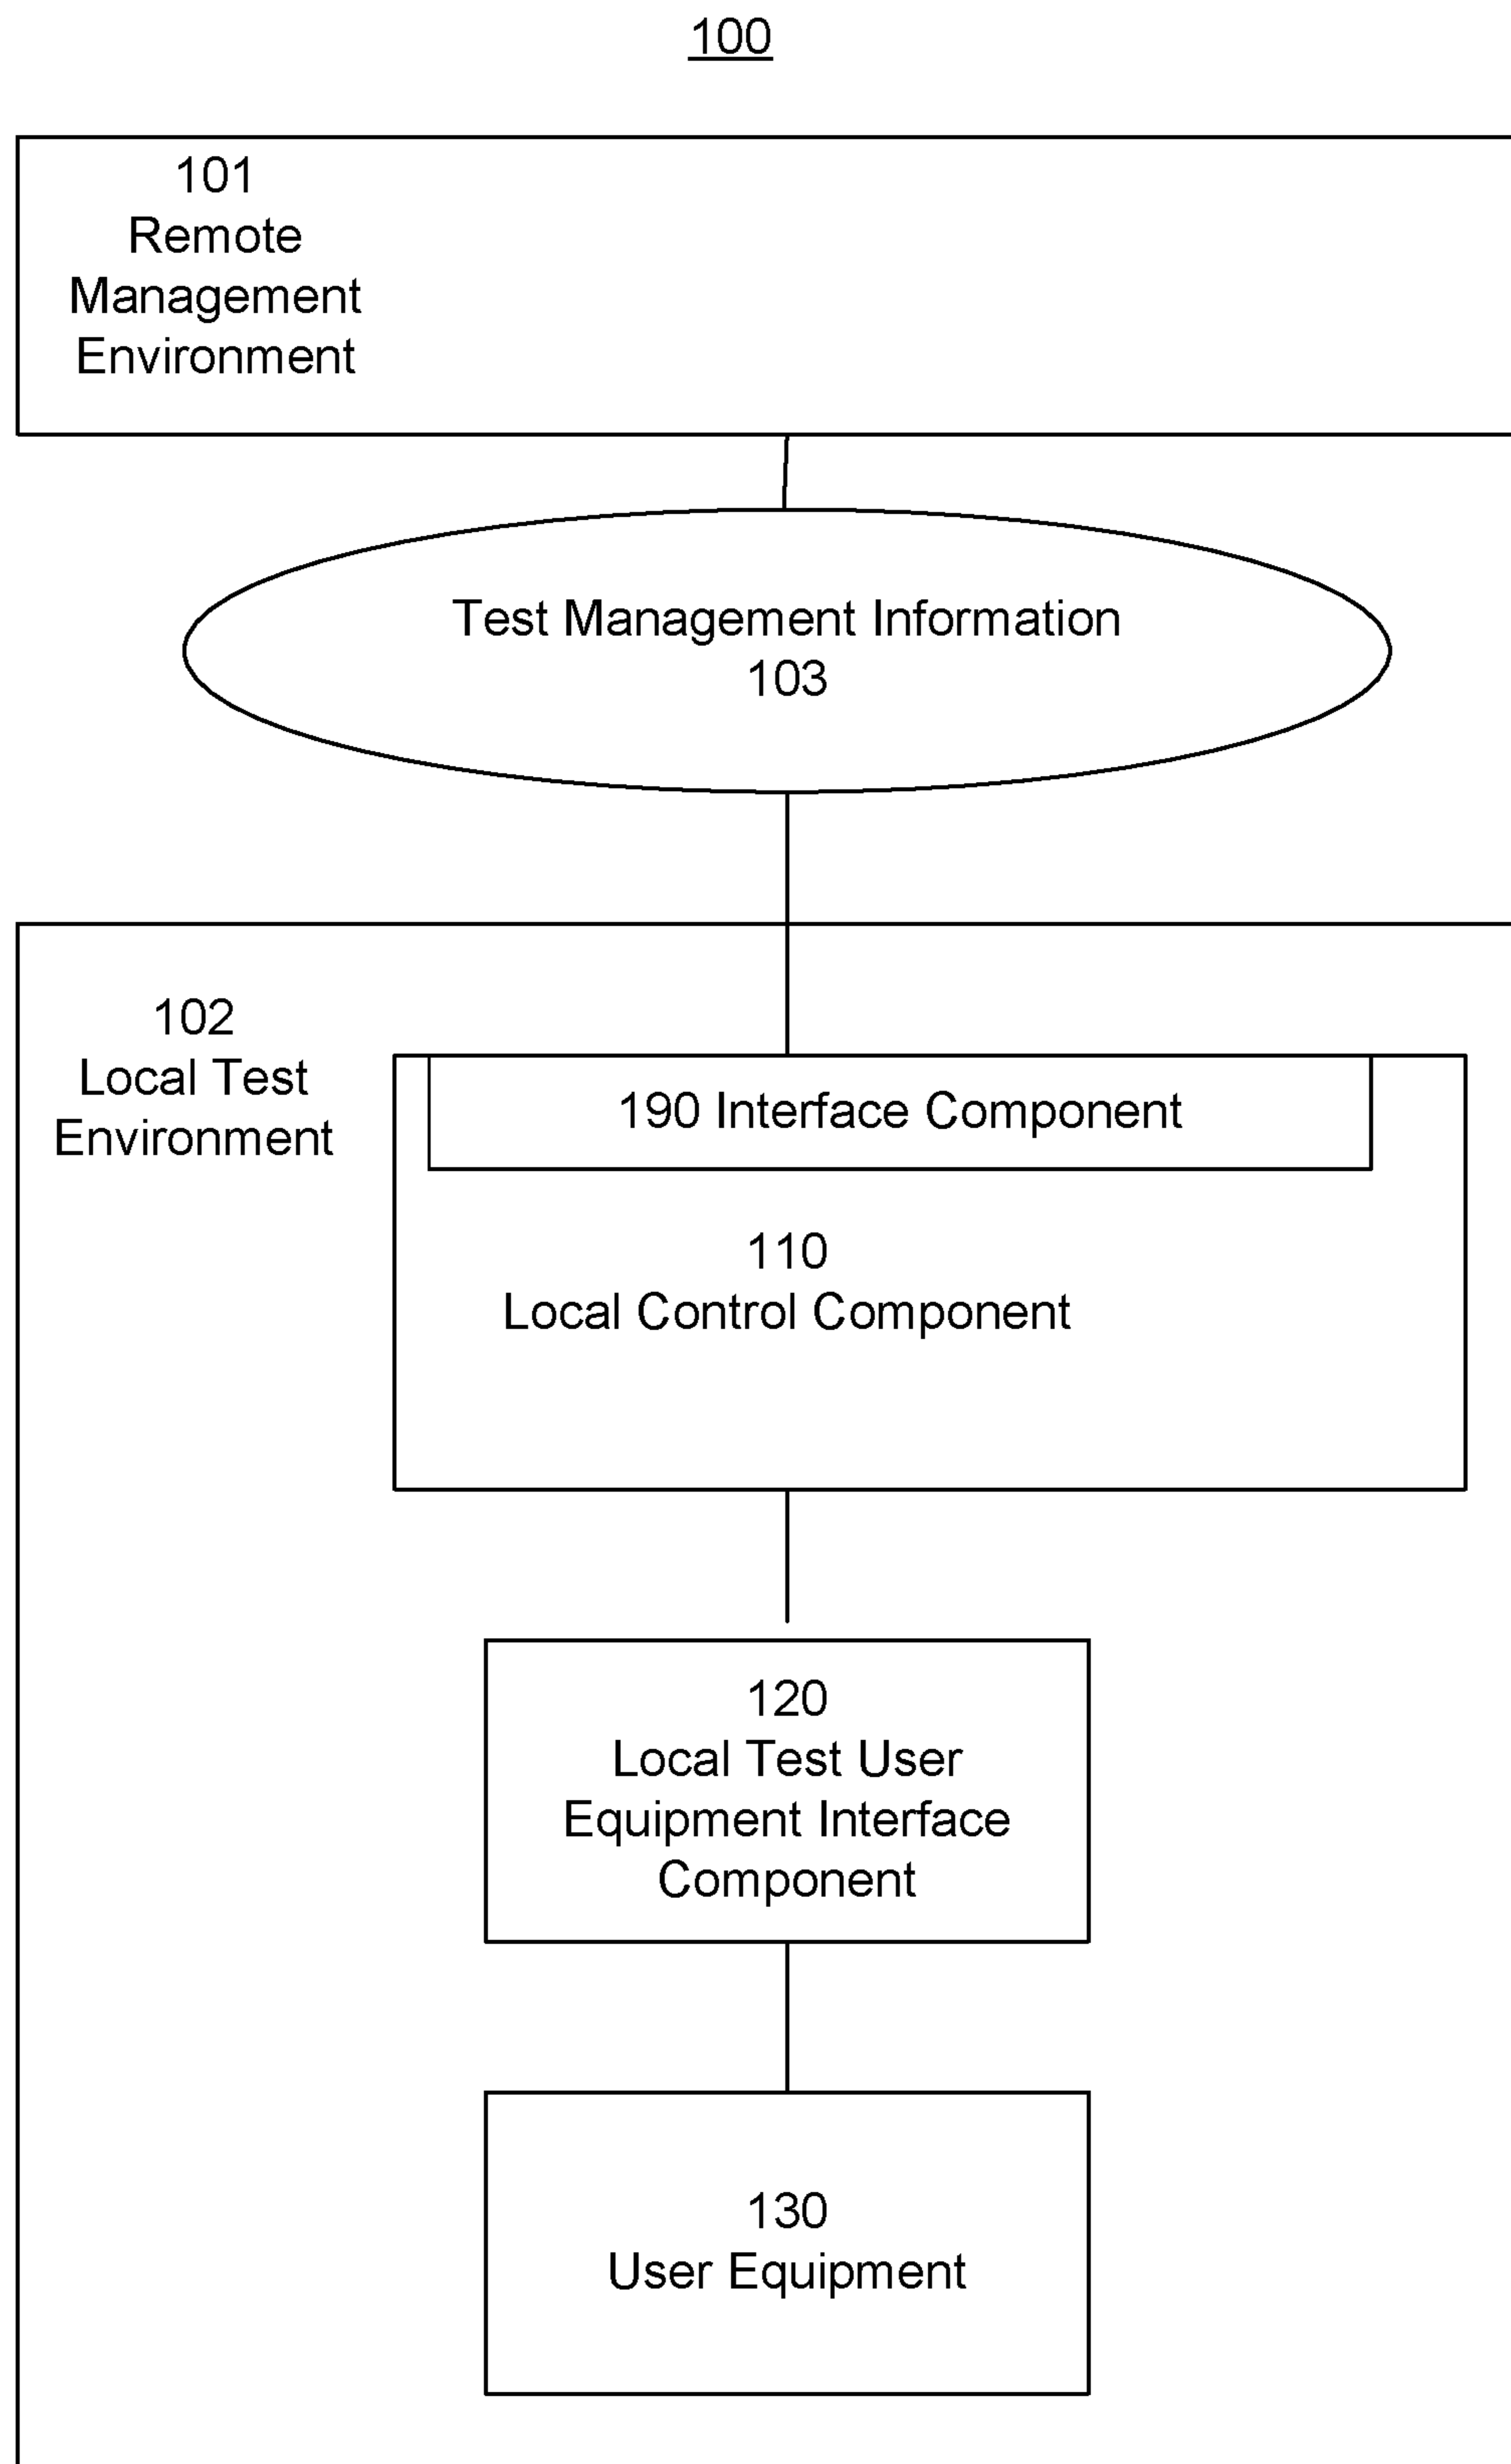 100
101
Remote
Management
Environment
Test Management Information
103
102
Local Test
Environment
190 Interface Component
110
Local Control Component
120
Local Test User
Equipment Interface
Component
130
User Equipment